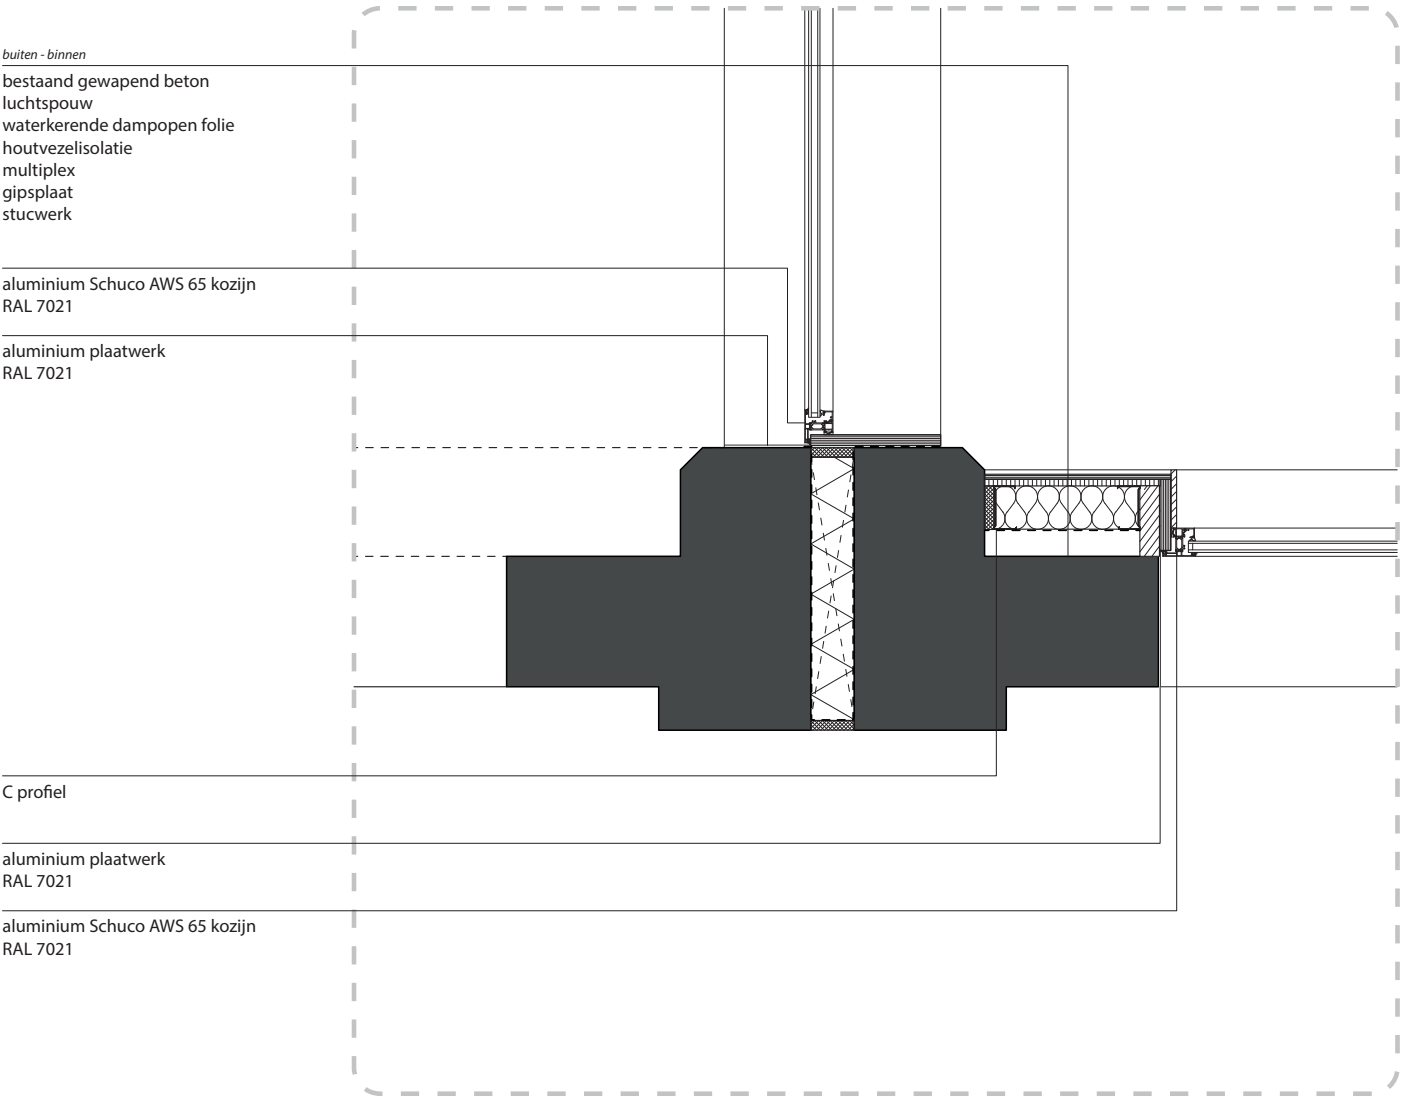 buiten - binnen
bestaand gewapend beton
luchtspouw
waterkerende dampopen folie
houtvezelisolatie
multiplex
gipsplaat
stucwerk
aluminium Schuco AWS 65 kozijn
RAL 7021
aluminium plaatwerk
RAL 7021
C profiel
aluminium plaatwerk
RAL 7021
aluminium Schuco AWS 65 kozijn
RAL 7021